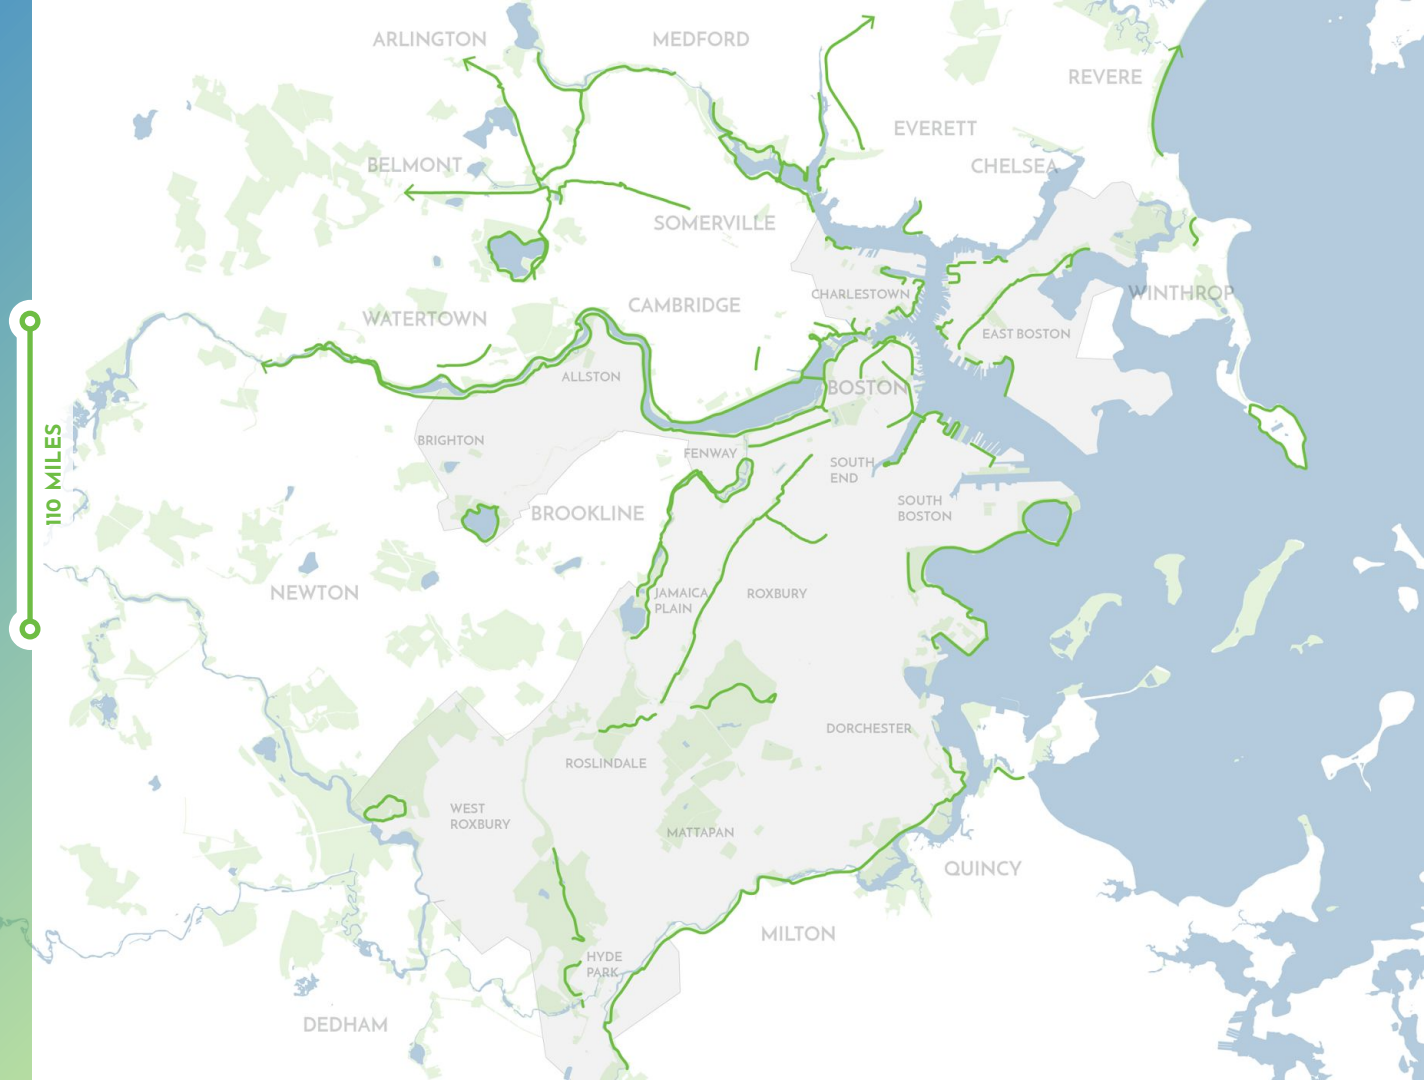 ARLINGTON
MEDFORD
REVERE
EVERETT
CHELSEA
BELMONT
SOMERVILLE
WINTHROP
CHARLESTOWN
CAMBRIDGE
WATERTOWN
EAST BOSTON
ALLSTON
BOSTON
BRIGHTON
FENWAY
SOUTH
END
110 MILES
SOUTH
BOSTON
BROOKLINE
NEWTON
JAMAICA
PLAIN
ROXBURY
DORCHESTER
ROSLINDALE
WEST
ROXBURY
MATTAPAN
QUINCY
MILTON
HYDE
PARK
DEDHAM